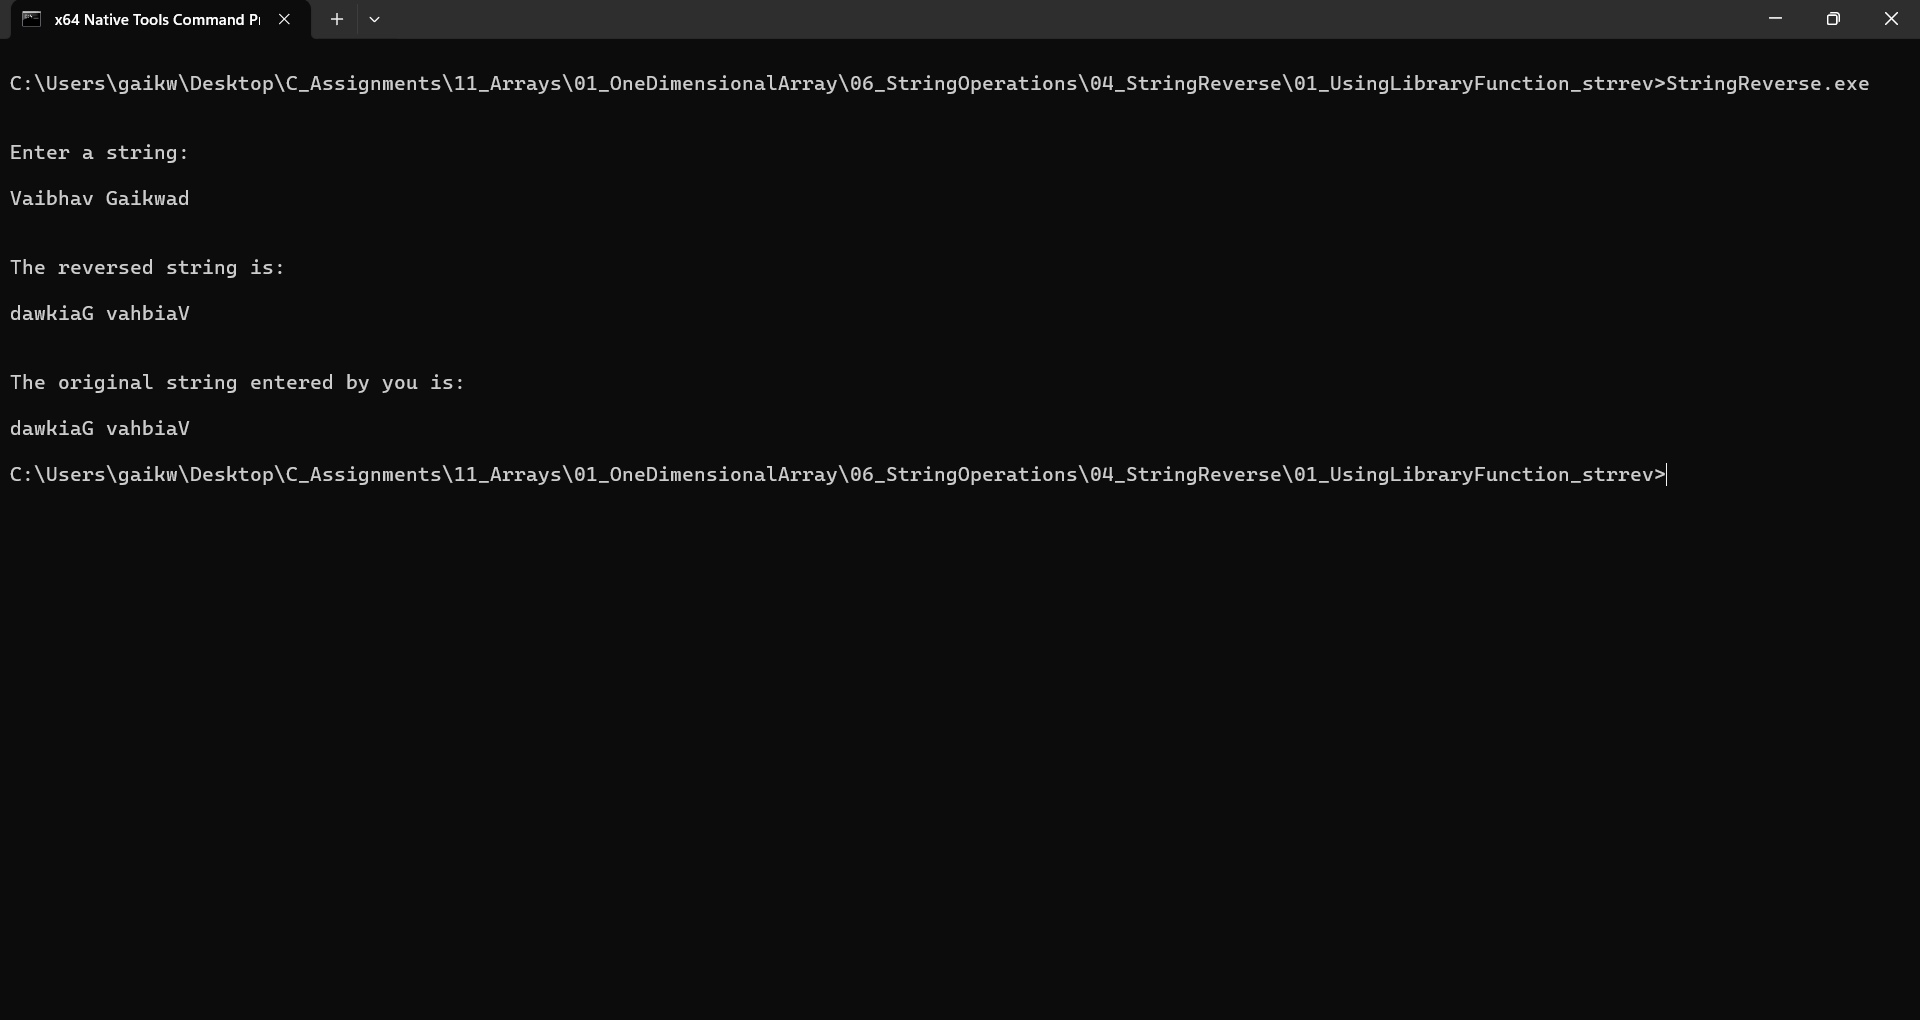 x64 Native Tools Command P
C:\Users\gaikw\Desktop\C_Assignments\11_Arrays\01_OneDimensionalArray\06_StringOperations\04_StringReverse\01_UsingLibraryFunction_strrev>StringReverse.exe
Enter a string:
Vaibhav Gaikwad
The reversed string is:
dawkiaG vahbiaV
The original string entered by you is:
dawkiaG vahbiaV
C:\Users\gaikw\Desktop\C_Assignments\11_Arrays\01_OneDimensionalArray\06_StringOperations\04_StringReverse\01_UsingLibraryFunction_strrev>